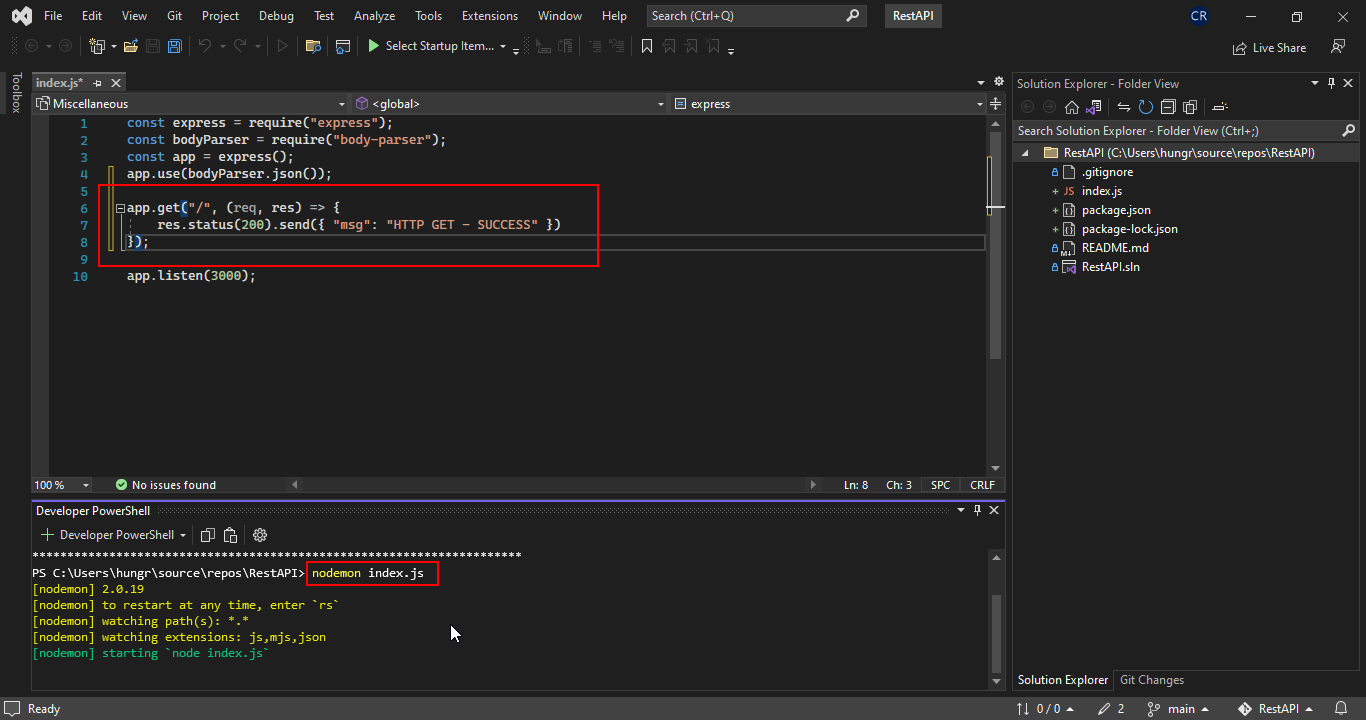 File Edit View Git Project Debug Test Analyze Tools Extensions Window Help Search (Ctrl+Q) RestAPI CR
Select Startup Item... Live Share
Toolbox
index.js*
Miscellaneous <global> express
1 const express = require("express");
2 const bodyParser = require("body-parser");
3 const app = express();
4 app.use(bodyParser.json());
5
6 app.get("/", (req, res) => {
7 res.status(200).send({ "msg": "HTTP GET - SUCCESS" })
8 });
9
10 app.listen(3000);
100 % No issues found Ln: 8 Ch: 3 SPC CRLF
Developer PowerShell
Developer PowerShell
**********************************************************************
PS C:\Users\hungr\source\repos\RestAPI> nodemon index.js
[nodemon] 2.0.19
[nodemon] to restart at any time, enter `rs`
[nodemon] watching path(s): *.*
[nodemon] watching extensions: js,mjs,json
[nodemon] starting `node index.js`
Solution Explorer - Folder View
Search Solution Explorer - Folder View (Ctrl+;)
RestAPI (C:\Users\hungr\source\repos\RestAPI)
.gitignore
JS index.js
package.json
package-lock.json
README.md
RestAPI.sln
Solution Explorer Git Changes
Ready 0 / 0 2 main RestAPI